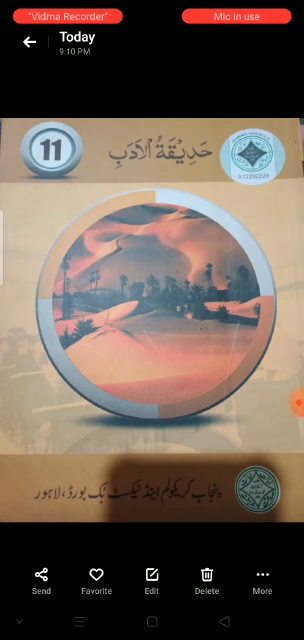 "Vidma Recorder"
Mic in use
Today
9:10 PM
11
حَدِيْقَةُ الْاَدَبِ
پنجاب کریکولم اینڈ ٹیکسٹ بک بورڈ، لاہور
Send
Favorite
Edit
Delete
More